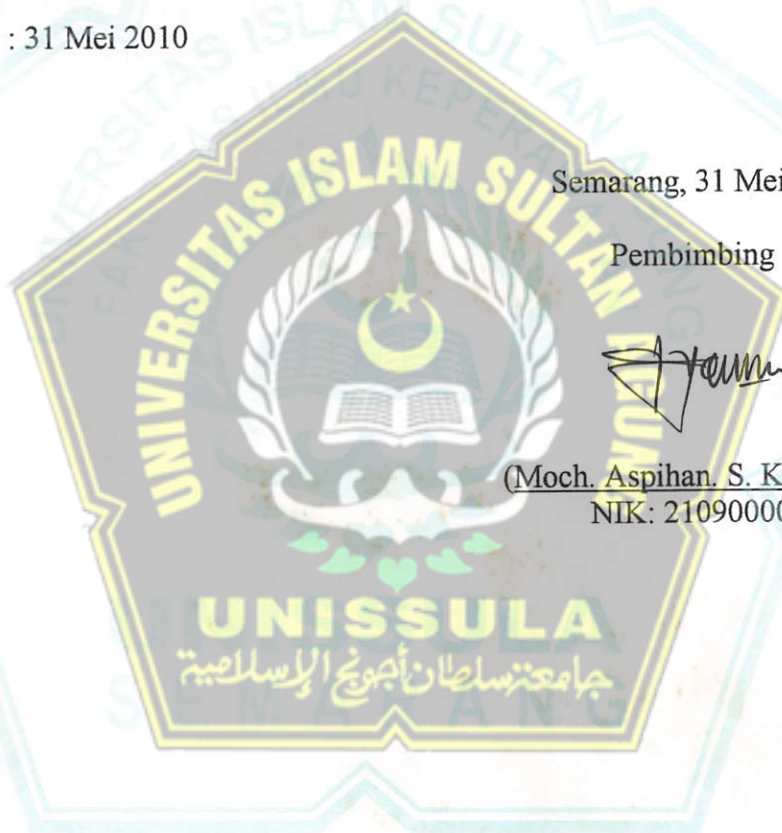 : 31 Mei 2010
Semarang, 31 Mei
Pembimbing
(Moch. Aspihan. S. K
NIK: 21090000
UNIVERSITAS ISLAM SULTAN AGUNG
UNISSULA
جامعة سلطان أجونج الإسلامية
SEMARANG